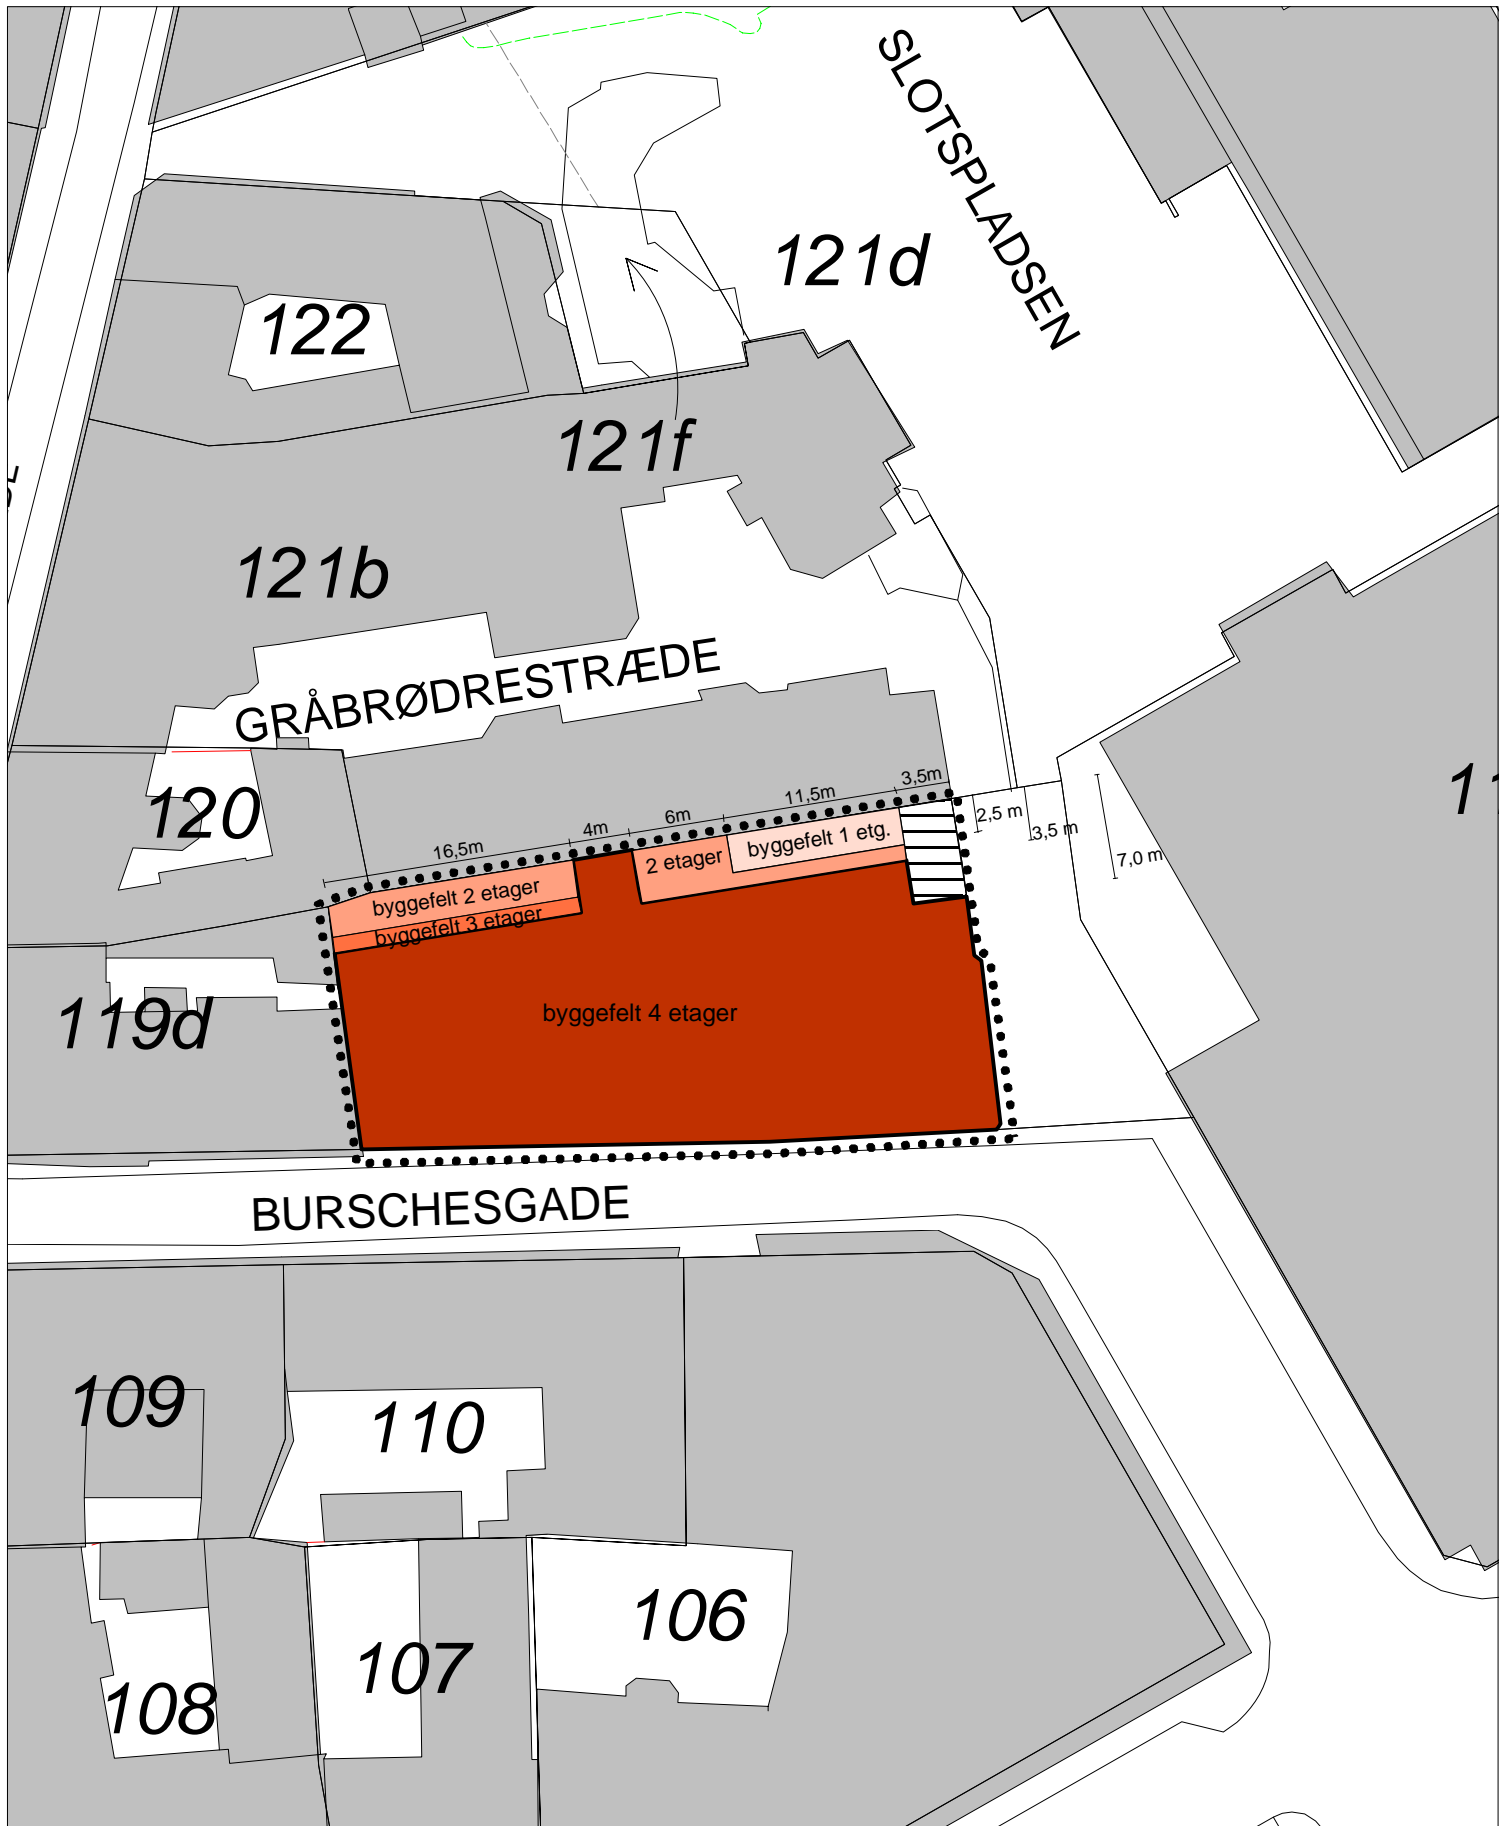 SLOTSPLADSEN
121d
122
121f
121b
GRÅBRØDRESTRÆDE
120
11
3,5m
11,5m
6m
4m
16,5m
2,5 m
3,5 m
7,0 m
byggefelt 1 etg.
2 etager
byggefelt 2 etager
byggefelt 3 etager
byggefelt 4 etager
119d
BURSCHESGADE
109
110
106
107
108